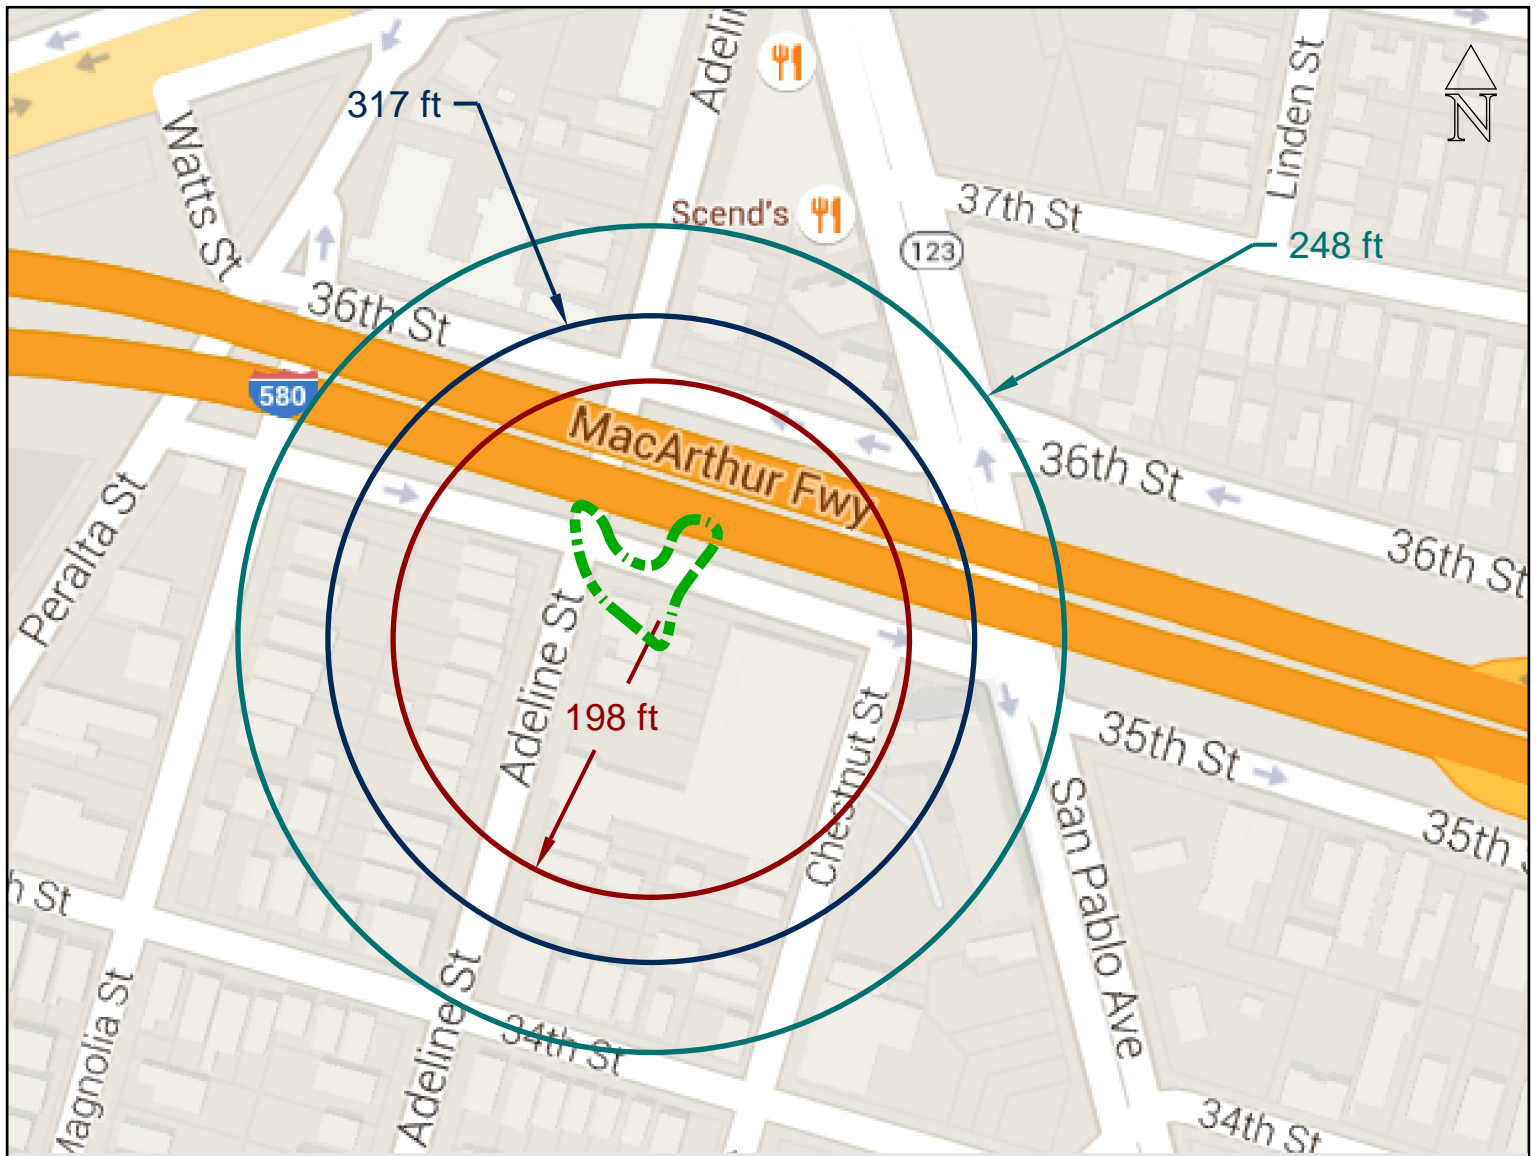 Adelin
Linden St
317 ft
N
Watts St
Scend's
37th St
123
248 ft
36th St
580
MacArthur Fwy
36th St
36th St
Peralta St
Adeline St
198 ft
Chestnut St
35th St
San Pablo Ave
35th S
h St
Magnolia St
Adeline St
34th St
34th St